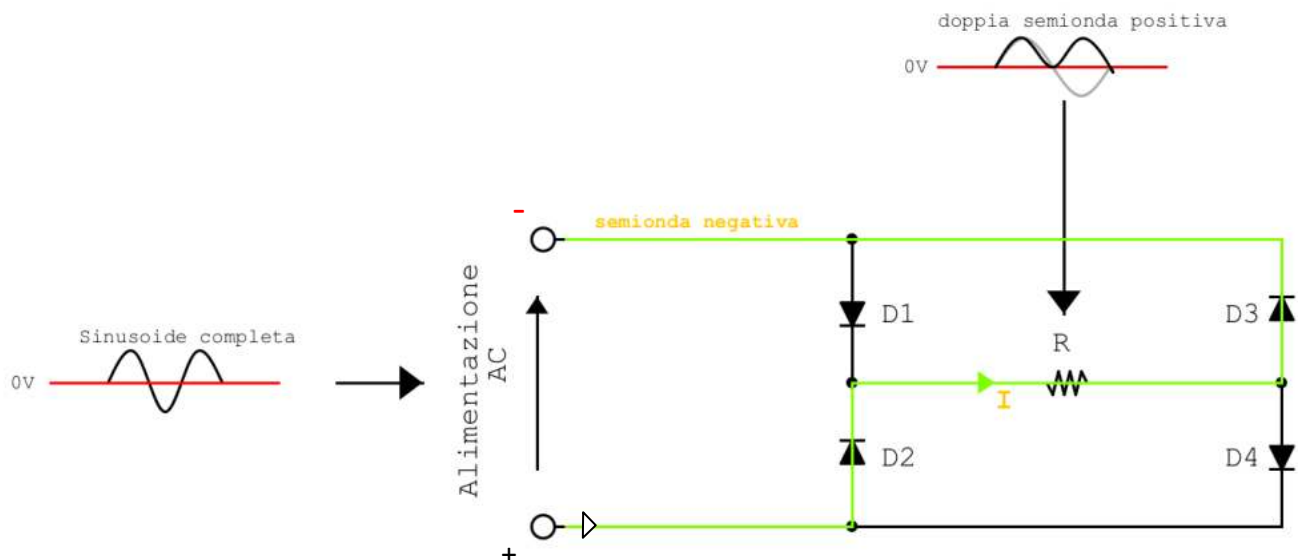 doppia semionda positiva
0V
-
semionda negativa
Alimentazione
AC
D1
D3
Sinusoide completa
R
0V
I
D2
D4
+